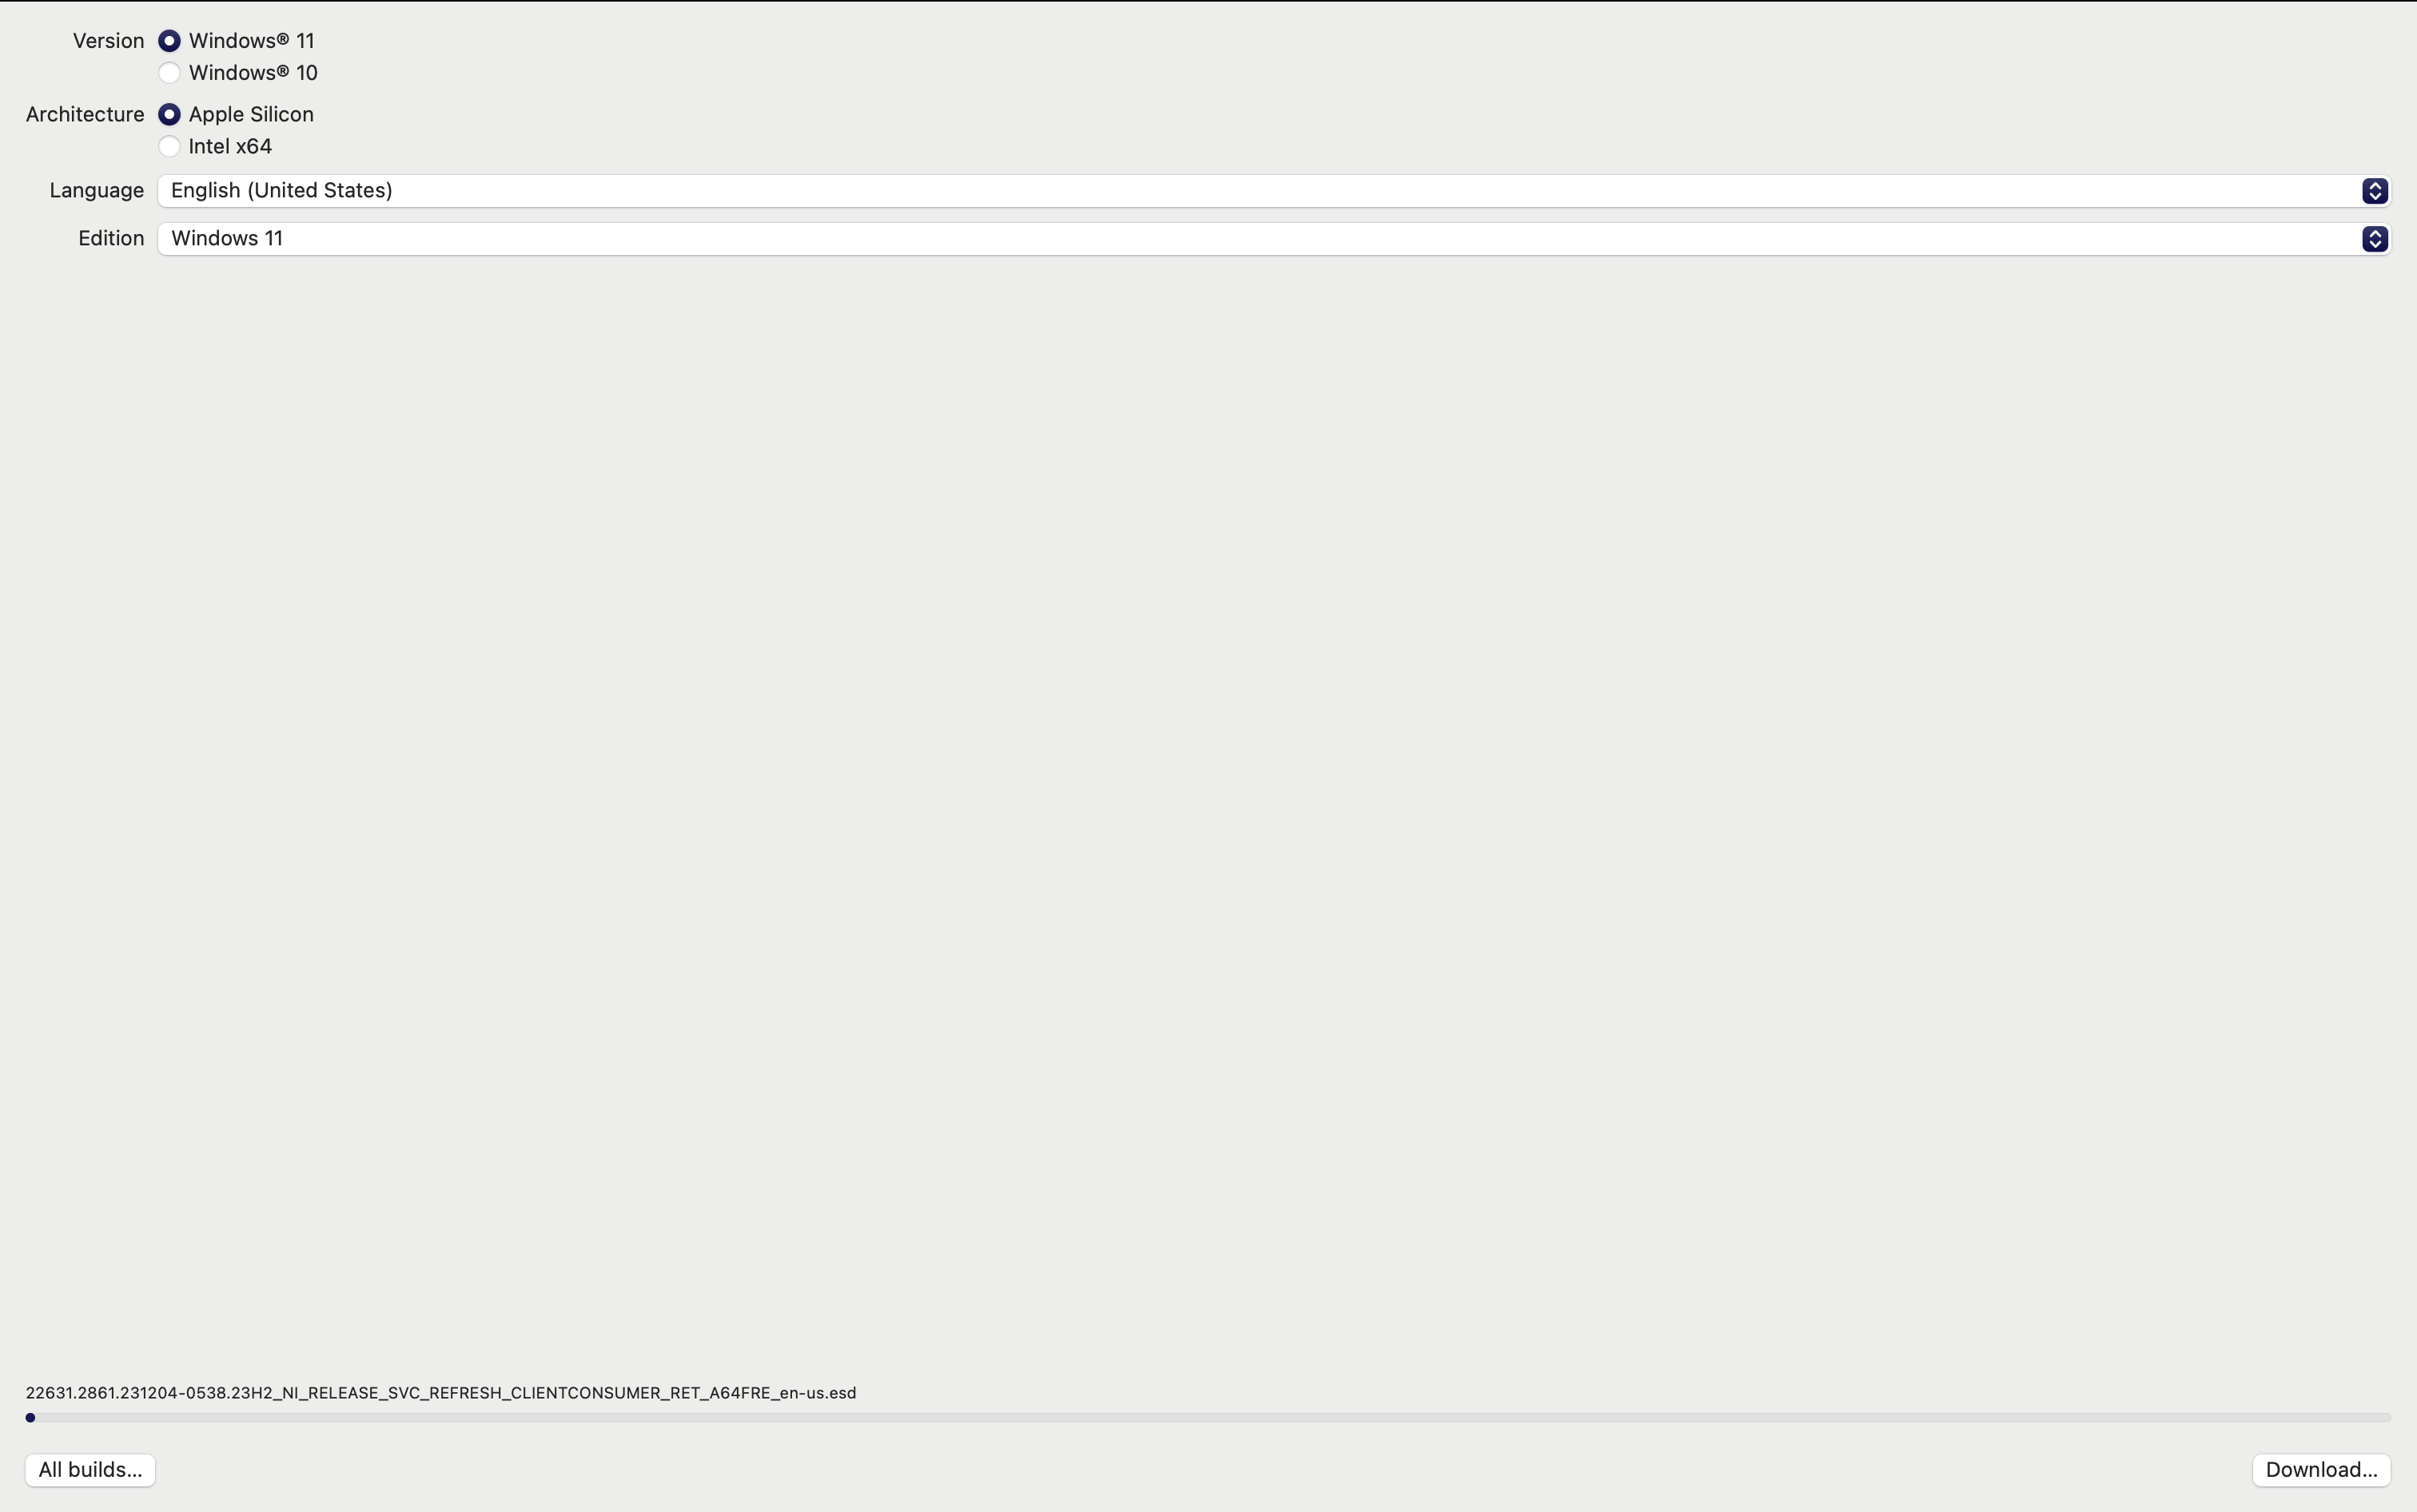 Version Windows® 11
Windows® 10
Architecture Apple Silicon
Intel x64
Language English (United States)
Edition Windows 11
22631.2861.231204-0538.23H2_NI_RELEASE_SVC_REFRESH_CLIENTCONSUMER_RET_A64FRE_en-us.esd
All builds... Download...